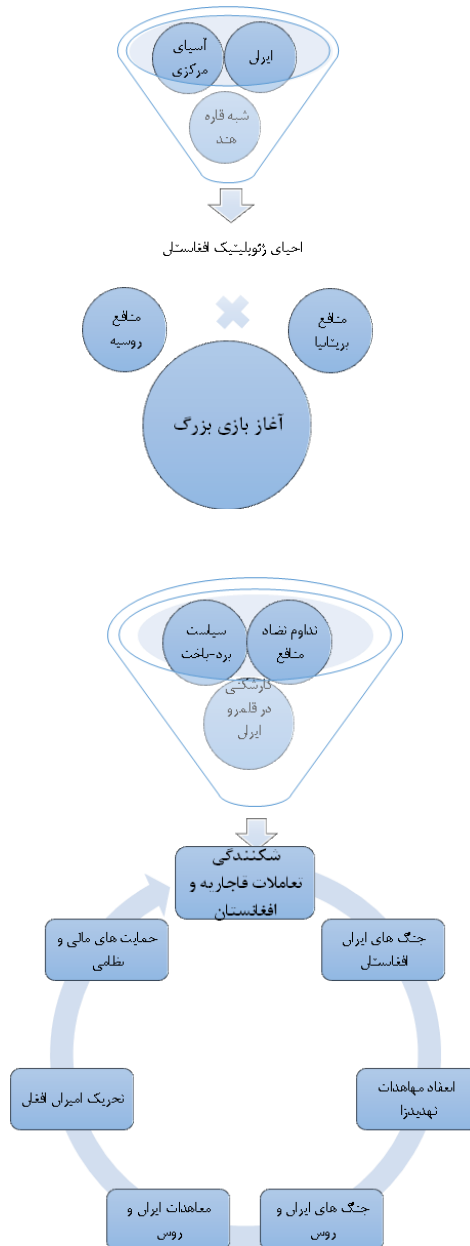 ایران
آسیای
مرکزی
شبه قاره
هند
احیای ژئوپلیتیک افغانستان
منافع
بریتانیا
منافع
روسیه
آغاز بازی بزرگ
تداوم تضاد
منافع
سیاست
برد-باخت
کارشکنی
در قلمرو
ایران
شکنندگی
تعاملات قاجاریه و
افغانستان
جنگ های ایران
افغانستان
انعقاد مهاهدات
تهدیدزا
جنگ های ایران و
روس
معاهدات ایران و
روس
تحریک امیران افغان
حمایت های مالی و
نظامی